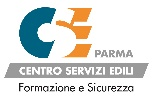 CSE
PARMA
CENTRO SERVIZI EDILI
Formazione e Sicurezza